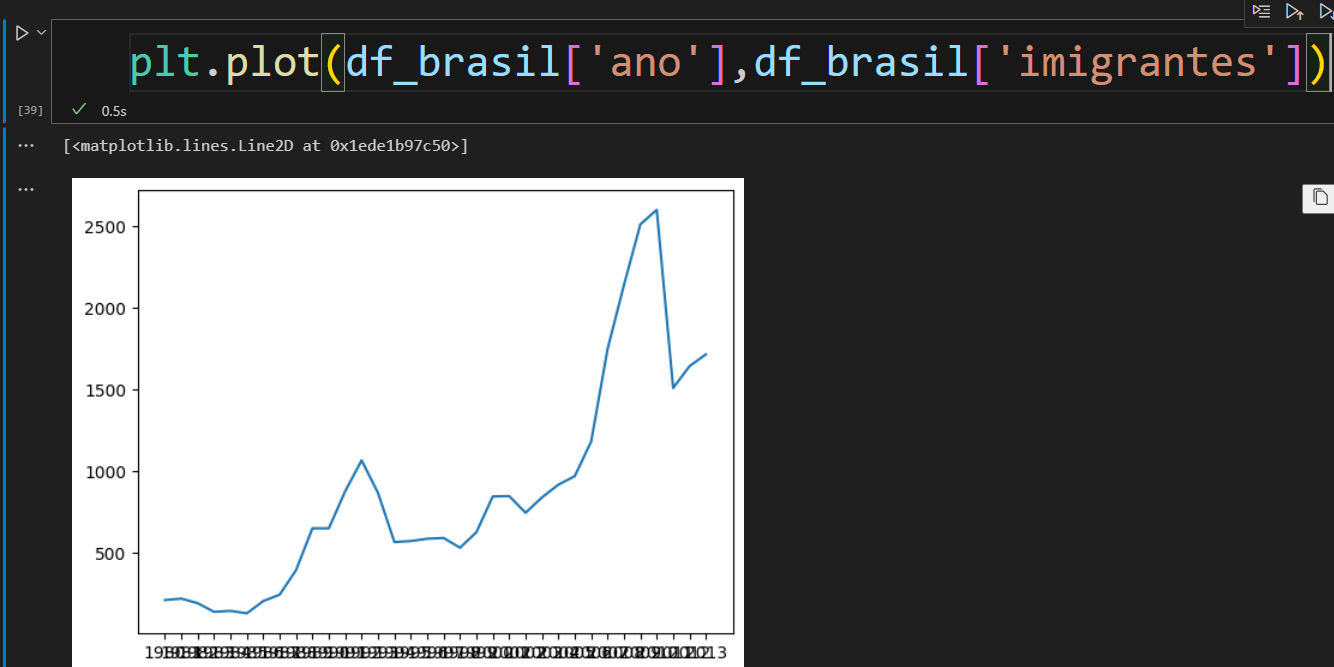 plt.plot(df_brasil['ano'],df_brasil['imigrantes'])
[39]
0.5s
...
[<matplotlib.lines.Line2D at 0x1ede1b97c50>]
...
2500
2000
1500
1000
500